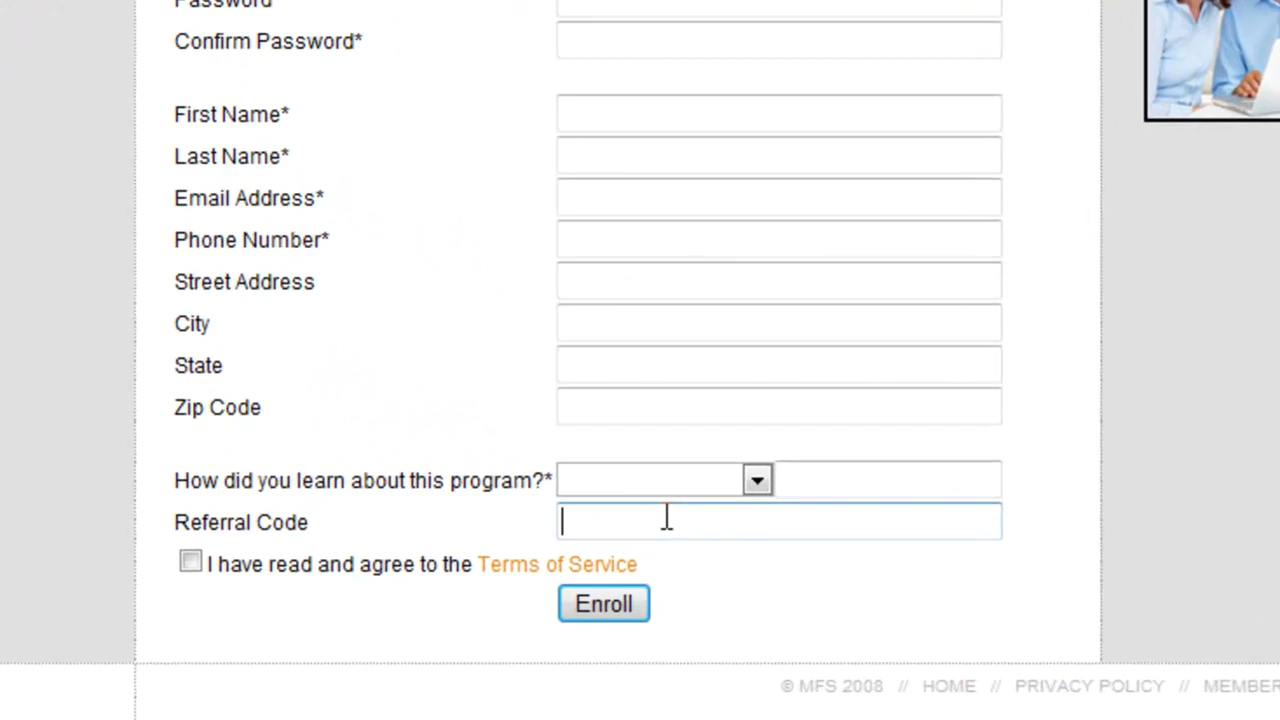 Password
Confirm Password*
First Name*
Last Name*
Email Address*
Phone Number*
Street Address
City
State
Zip Code
How did you learn about this program?*
Referral Code
I have read and agree to the Terms of Service
Enroll
© MFS 2008 // HOME // PRIVACY POLICY // MEMBER